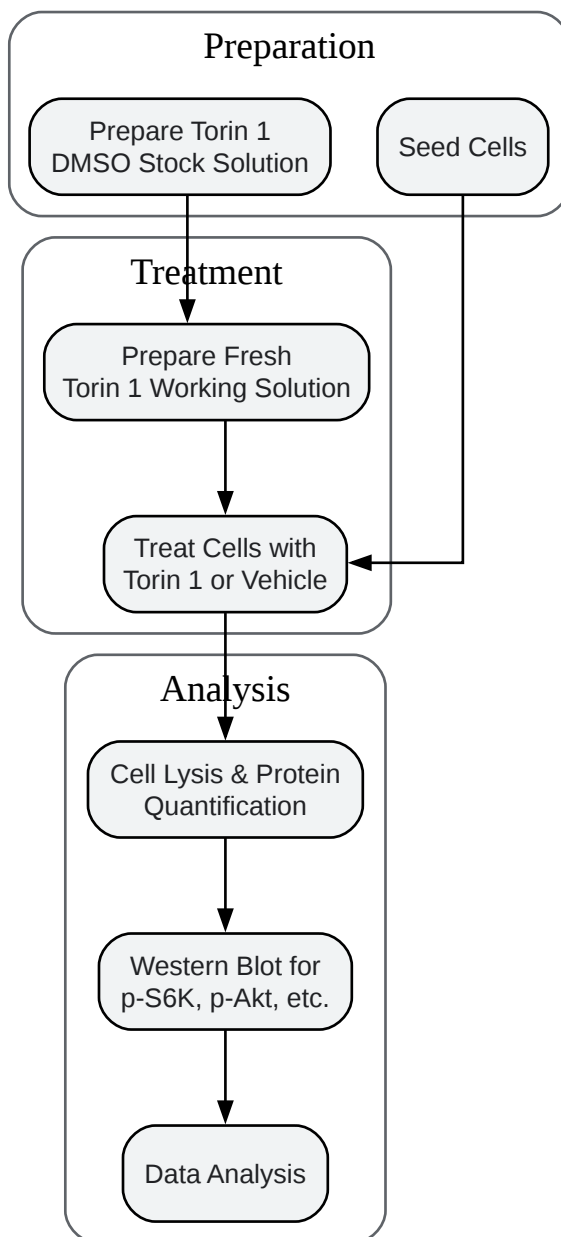 Preparation
Prepare Torin 1
DMSO Stock Solution
Seed Cells
Treatment
Prepare Fresh
Torin 1 Working Solution
Treat Cells with
Torin 1 or Vehicle
Analysis
Cell Lysis & Protein
Quantification
Western Blot for
p-S6K, p-Akt, etc.
Data Analysis